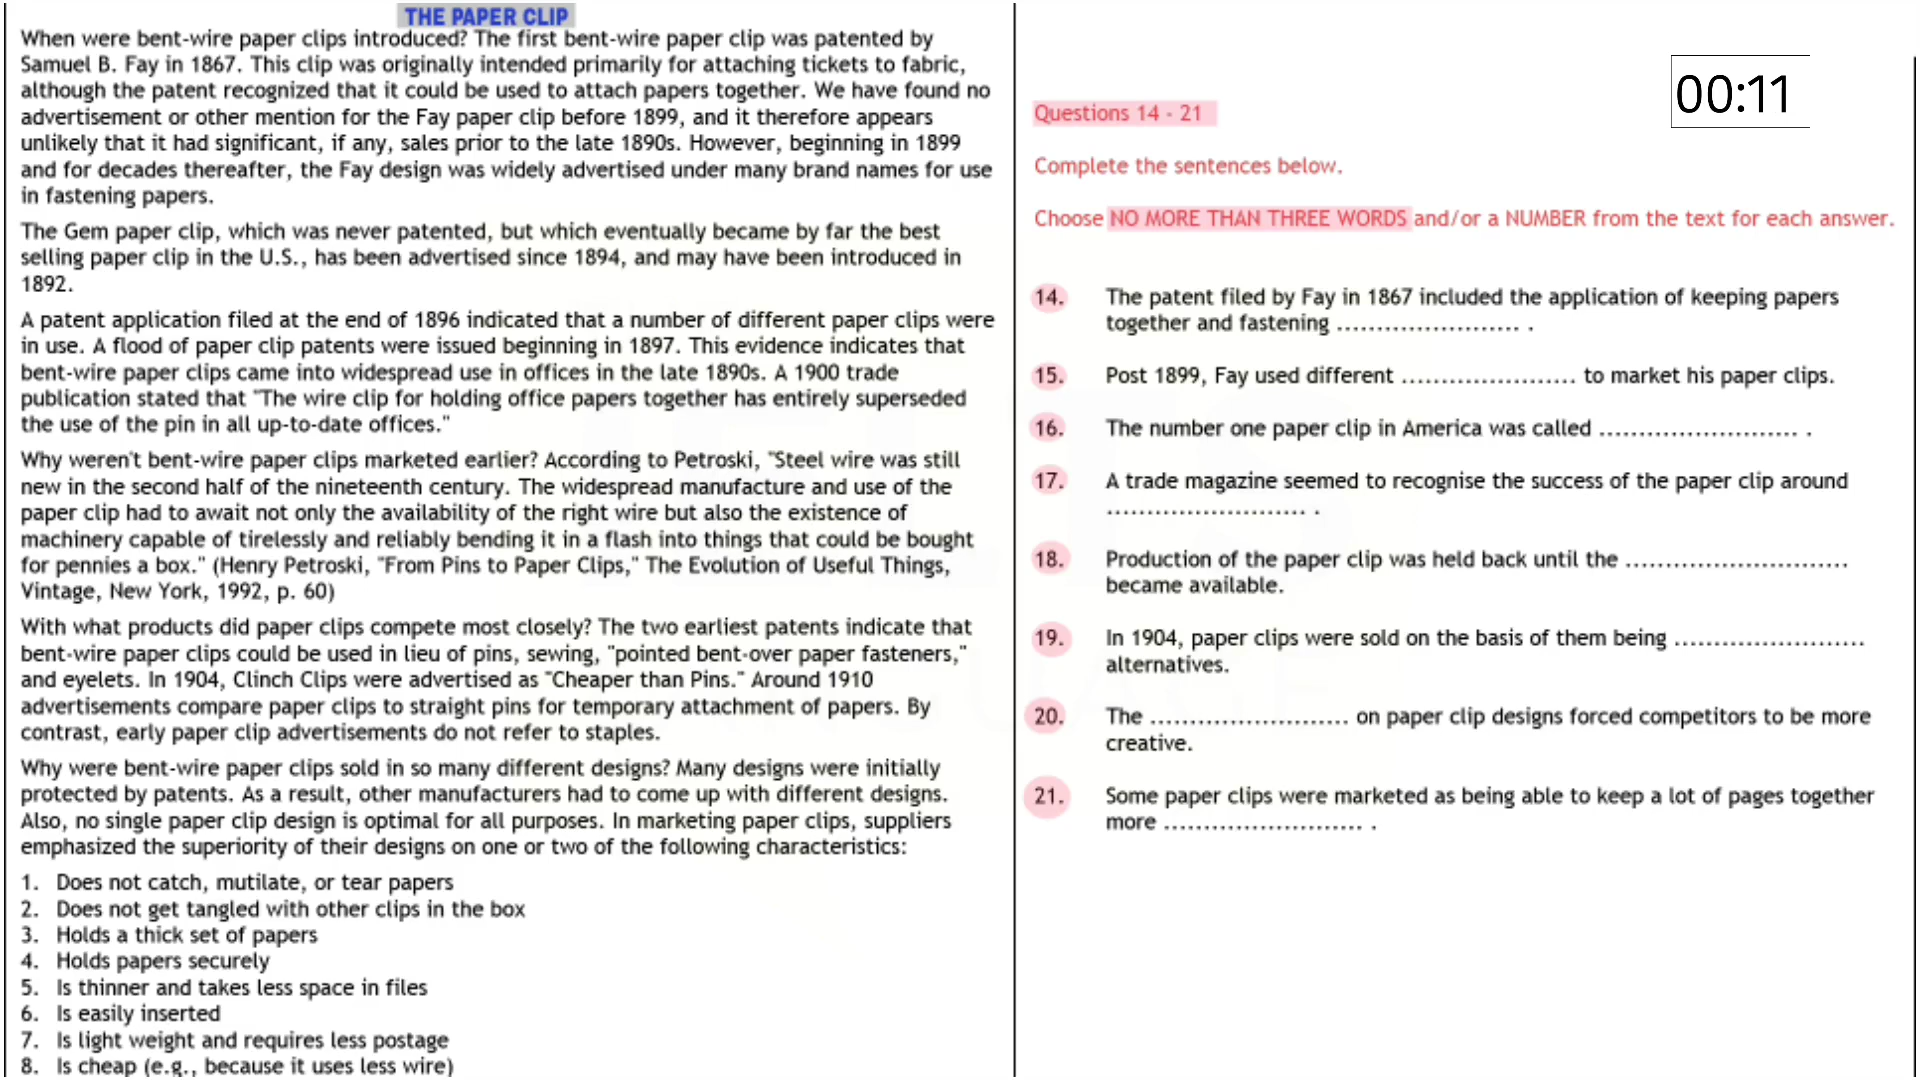 THE PAPER CLIP
When were bent-wire paper clips introduced? The first bent-wire paper clip was patented by
Samuel B. Fay in 1867. This clip was originally intended primarily for attaching tickets to fabric,
although the patent recognized that it could be used to attach papers together. We have found no
advertisement or other mention for the Fay paper clip before 1899, and it therefore appears
unlikely that it had significant, if any, sales prior to the late 1890s. However, beginning in 1899
and for decades thereafter, the Fay design was widely advertised under many brand names for use
in fastening papers.
The Gem paper clip, which was never patented, but which eventually became by far the best
selling paper clip in the U.S., has been advertised since 1894, and may have been introduced in
1892.
A patent application filed at the end of 1896 indicated that a number of different paper clips were
in use. A flood of paper clip patents were issued beginning in 1897. This evidence indicates that
bent-wire paper clips came into widespread use in offices in the late 1890s. A 1900 trade
publication stated that "The wire clip for holding office papers together has entirely superseded
the use of the pin in all up-to-date offices."
Why weren't bent-wire paper clips marketed earlier? According to Petroski, "Steel wire was still
new in the second half of the nineteenth century. The widespread manufacture and use of the
paper clip had to await not only the availability of the right wire but also the existence of
machinery capable of tirelessly and reliably bending it in a flash into things that could be bought
for pennies a box." (Henry Petroski, "From Pins to Paper Clips," The Evolution of Useful Things,
Vintage, New York, 1992, p. 60)
With what products did paper clips compete most closely? The two earliest patents indicate that
bent-wire paper clips could be used in lieu of pins, sewing, "pointed bent-over paper fasteners,"
and eyelets. In 1904, Clinch Clips were advertised as "Cheaper than Pins." Around 1910
advertisements compare paper clips to straight pins for temporary attachment of papers. By
contrast, early paper clip advertisements do not refer to staples.
Why were bent-wire paper clips sold in so many different designs? Many designs were initially
protected by patents. As a result, other manufacturers had to come up with different designs.
Also, no single paper clip design is optimal for all purposes. In marketing paper clips, suppliers
emphasized the superiority of their designs on one or two of the following characteristics:
1. Does not catch, mutilate, or tear papers
2. Does not get tangled with other clips in the box
3. Holds a thick set of papers
4. Holds papers securely
5. Is thinner and takes less space in files
6. Is easily inserted
7. Is light weight and requires less postage
8. Is cheap (e.g., because it uses less wire)
00:11
Questions 14 - 21
Complete the sentences below.
Choose NO MORE THAN THREE WORDS and/or a NUMBER from the text for each answer.
14. The patent filed by Fay in 1867 included the application of keeping papers
together and fastening ....................... .
15. Post 1899, Fay used different ...................... to market his paper clips.
16. The number one paper clip in America was called ......................... .
17. A trade magazine seemed to recognise the success of the paper clip around
......................... .
18. Production of the paper clip was held back until the ............................
became available.
19. In 1904, paper clips were sold on the basis of them being ........................
alternatives.
20. The ......................... on paper clip designs forced competitors to be more
creative.
21. Some paper clips were marketed as being able to keep a lot of pages together
more ......................... .